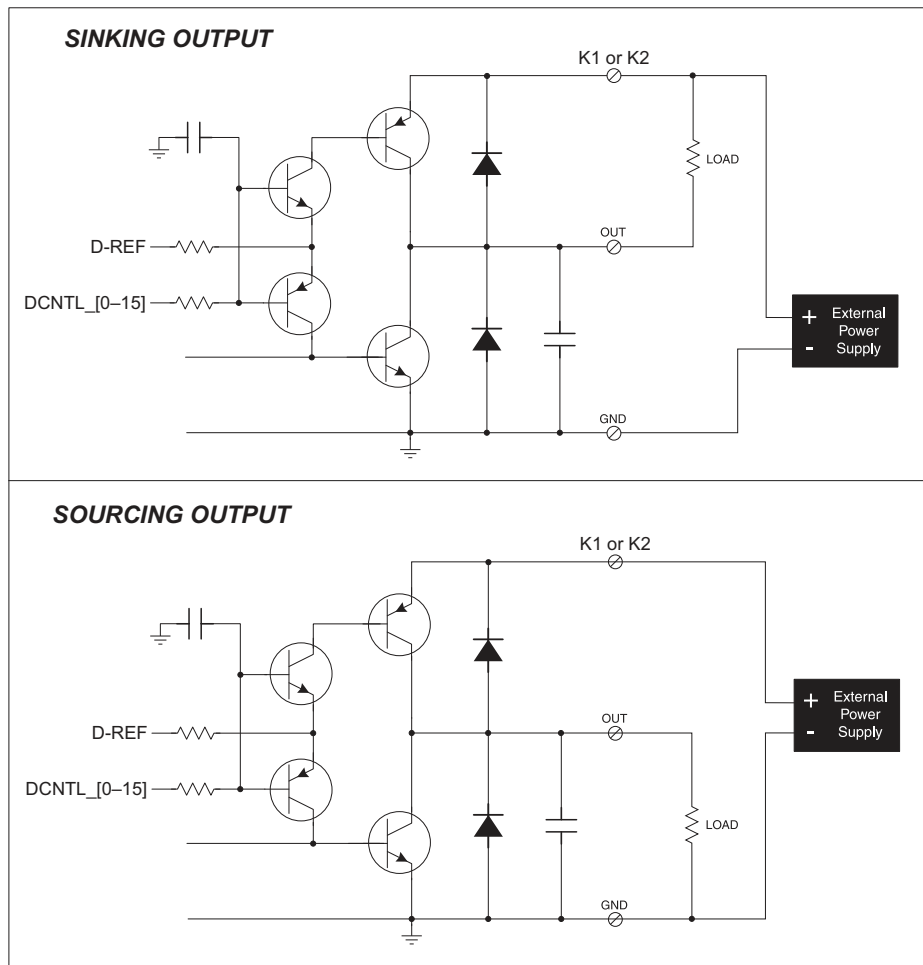 SINKING OUTPUT
K1 or K2
LOAD
D-REF
OUT
DCNTL_[0–15]
+ External
Power
- Supply
GND
SOURCING OUTPUT
K1 or K2
+ External
Power
- Supply
D-REF
OUT
DCNTL_[0–15]
LOAD
GND